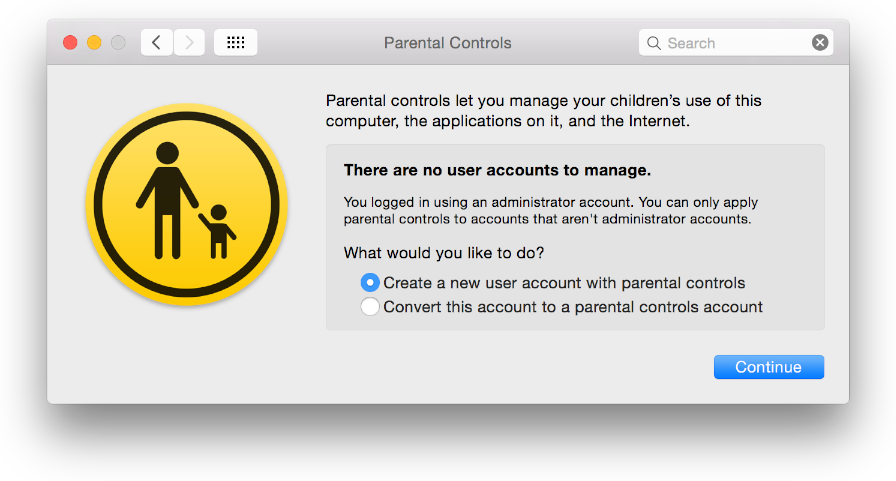 Parental Controls
Search
Parental controls let you manage your children's use of this
computer, the applications on it, and the Internet.
There are no user accounts to manage.
You logged in using an administrator account. You can only apply
parental controls to accounts that aren't administrator accounts.
What would you like to do?
Create a new user account with parental controls
Convert this account to a parental controls account
Continue